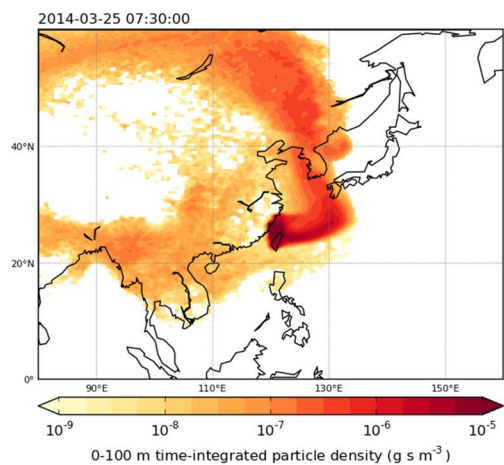 2014-03-25 07:30:00
40°N
20°N
0°
90°E
110°E
130°E
150°E
10⁻⁹
10⁻⁸
10⁻⁷
10⁻⁶
10⁻⁵
0-100 m time-integrated particle density (g s m⁻³)